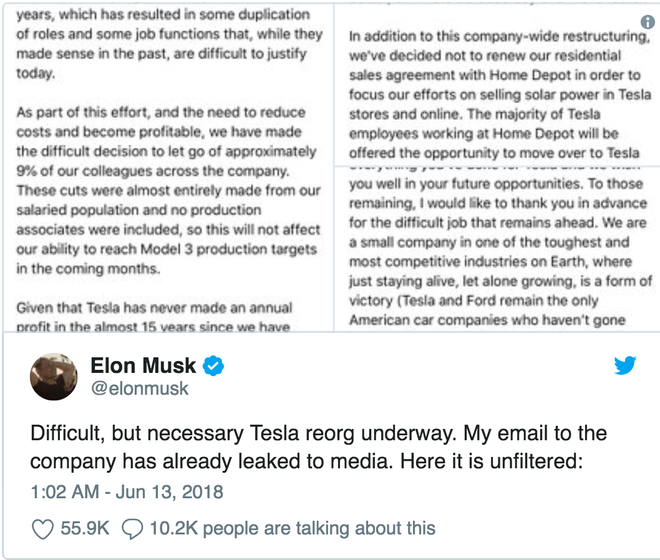 years, which has resulted in some duplication
of roles and some job functions that, while they
made sense in the past, are difficult to justify
today.
As part of this effort, and the need to reduce
costs and become profitable, we have made
the difficult decision to let go of approximately
9% of our colleagues across the company.
These cuts were almost entirely made from our
salaried population and no production
associates were included, so this will not affect
our ability to reach Model 3 production targets
in the coming months.
Given that Tesla has never made an annual
profit in the almost 15 years since we have
In addition to this company-wide restructuring,
we've decided not to renew our residential
sales agreement with Home Depot in order to
focus our efforts on selling solar power in Tesla
stores and online. The majority of Tesla
employees working at Home Depot will be
offered the opportunity to move over to Tesla
you well in your future opportunities. To those
remaining, I would like to thank you in advance
for the difficult job that remains ahead. We are
a small company in one of the toughest and
most competitive industries on Earth, where
just staying alive, let alone growing, is a form of
victory (Tesla and Ford remain the only
American car companies who haven't gone
Elon Musk
@elonmusk
Difficult, but necessary Tesla reorg underway. My email to the
company has already leaked to media. Here it is unfiltered:
1:02 AM - Jun 13, 2018
55.9K 10.2K people are talking about this